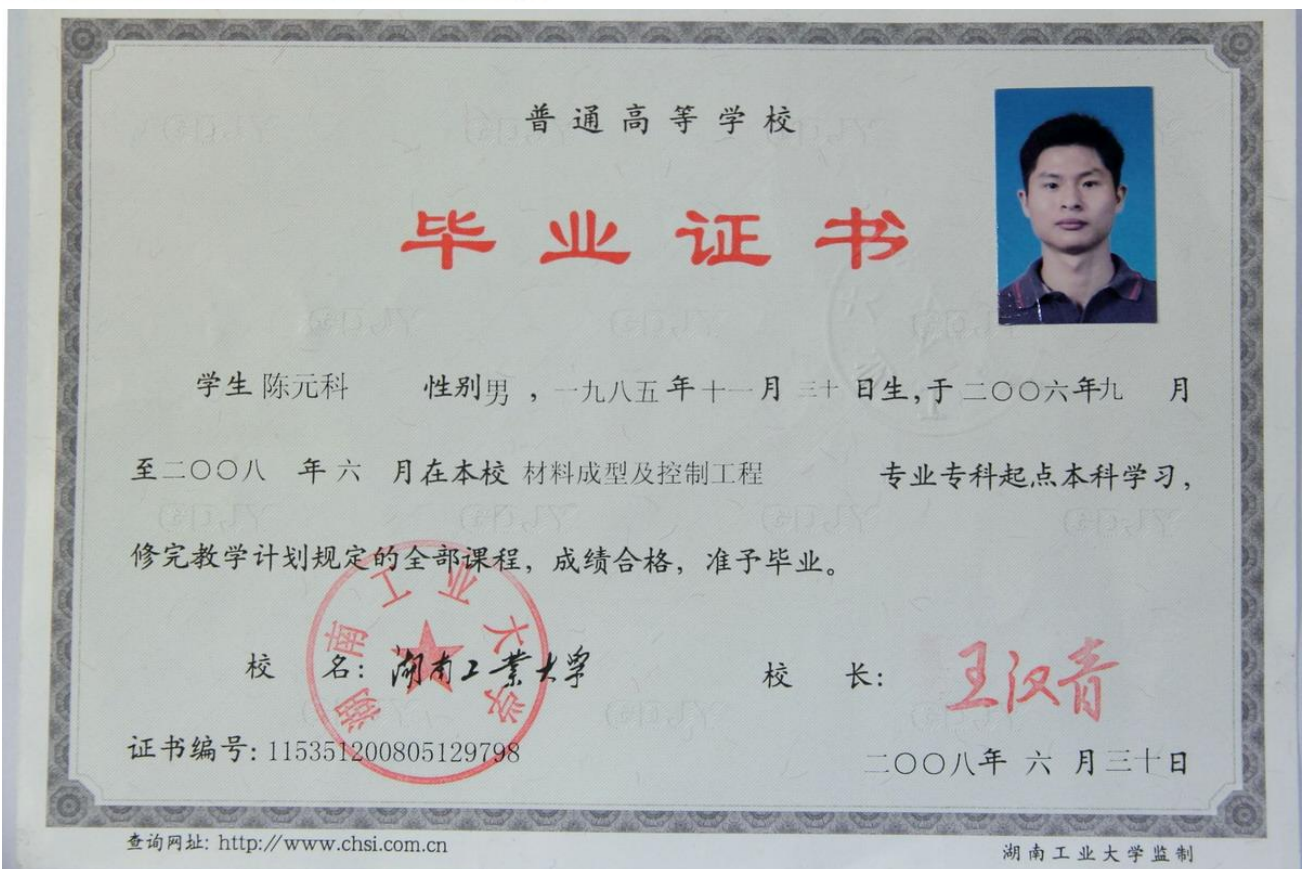 普通高等学校
毕业证书
学生 陈元科 性别男 ，一九八五年十一月 三十 日生，于二〇〇六年九 月
至二〇〇八 年 六 月在本校 材料成型及控制工程 专业专科起点本科学习，
修完教学计划规定的全部课程，成绩合格，准予毕业。
湖南工业大学
校 名：湖南工業大学 校 长：王汉青
证书编号：115351200805129798 二〇〇八年 六 月三十日
查询网址：http://www.chsi.com.cn 湖南工业大学监制